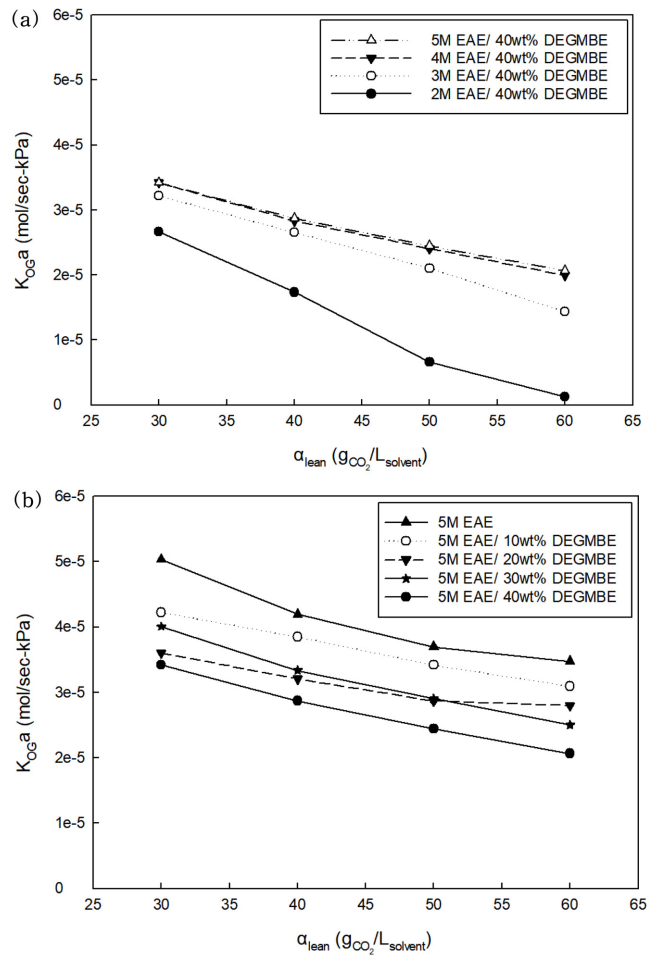 (a)
6e-5
5e-5
4e-5
3e-5
2e-5
1e-5
0
K_OG a (mol/sec-kPa)
5M EAE/ 40wt% DEGMBE
4M EAE/ 40wt% DEGMBE
3M EAE/ 40wt% DEGMBE
2M EAE/ 40wt% DEGMBE
25 30 35 40 45 50 55 60 65
α_lean (g_CO₂/L_solvent)
(b)
6e-5
5e-5
4e-5
3e-5
2e-5
1e-5
0
K_OG a (mol/sec-kPa)
5M EAE
5M EAE/ 10wt% DEGMBE
5M EAE/ 20wt% DEGMBE
5M EAE/ 30wt% DEGMBE
5M EAE/ 40wt% DEGMBE
25 30 35 40 45 50 55 60 65
α_lean (g_CO₂/L_solvent)